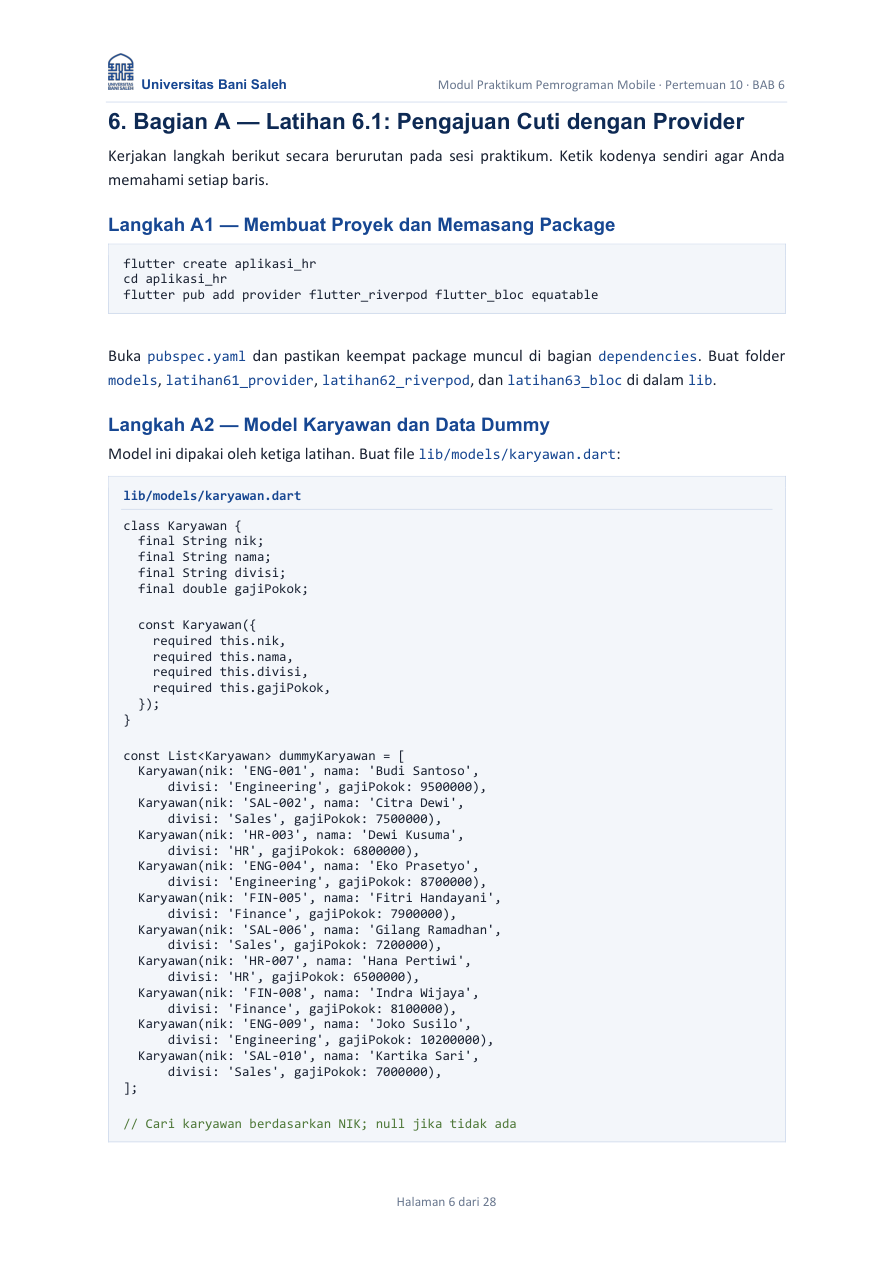 UNIVERSITAS
BANI SALEH
Universitas Bani Saleh
Modul Praktikum Pemrograman Mobile · Pertemuan 10 · BAB 6
6. Bagian A — Latihan 6.1: Pengajuan Cuti dengan Provider
Kerjakan langkah berikut secara berurutan pada sesi praktikum. Ketik kodenya sendiri agar Anda
memahami setiap baris.
Langkah A1 — Membuat Proyek dan Memasang Package
flutter create aplikasi_hr
cd aplikasi_hr
flutter pub add provider flutter_riverpod flutter_bloc equatable
Buka pubspec.yaml dan pastikan keempat package muncul di bagian dependencies. Buat folder
models, latihan61_provider, latihan62_riverpod, dan latihan63_bloc di dalam lib.
Langkah A2 — Model Karyawan dan Data Dummy
Model ini dipakai oleh ketiga latihan. Buat file lib/models/karyawan.dart:
lib/models/karyawan.dart
class Karyawan {
  final String nik;
  final String nama;
  final String divisi;
  final double gajiPokok;

  const Karyawan({
    required this.nik,
    required this.nama,
    required this.divisi,
    required this.gajiPokok,
  });
}

const List<Karyawan> dummyKaryawan = [
  Karyawan(nik: 'ENG-001', nama: 'Budi Santoso',
      divisi: 'Engineering', gajiPokok: 9500000),
  Karyawan(nik: 'SAL-002', nama: 'Citra Dewi',
      divisi: 'Sales', gajiPokok: 7500000),
  Karyawan(nik: 'HR-003', nama: 'Dewi Kusuma',
      divisi: 'HR', gajiPokok: 6800000),
  Karyawan(nik: 'ENG-004', nama: 'Eko Prasetyo',
      divisi: 'Engineering', gajiPokok: 8700000),
  Karyawan(nik: 'FIN-005', nama: 'Fitri Handayani',
      divisi: 'Finance', gajiPokok: 7900000),
  Karyawan(nik: 'SAL-006', nama: 'Gilang Ramadhan',
      divisi: 'Sales', gajiPokok: 7200000),
  Karyawan(nik: 'HR-007', nama: 'Hana Pertiwi',
      divisi: 'HR', gajiPokok: 6500000),
  Karyawan(nik: 'FIN-008', nama: 'Indra Wijaya',
      divisi: 'Finance', gajiPokok: 8100000),
  Karyawan(nik: 'ENG-009', nama: 'Joko Susilo',
      divisi: 'Engineering', gajiPokok: 10200000),
  Karyawan(nik: 'SAL-010', nama: 'Kartika Sari',
      divisi: 'Sales', gajiPokok: 7000000),
];

// Cari karyawan berdasarkan NIK; null jika tidak ada
Halaman 6 dari 28